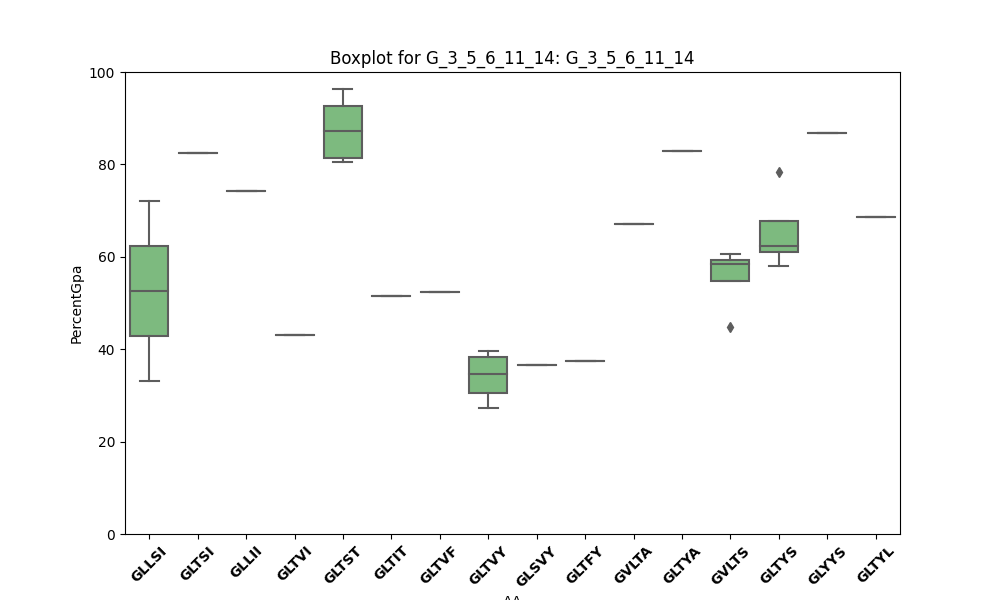 Boxplot for G_3_5_6_11_14: G_3_5_6_11_14
PercentGpa
100
80
60
40
20
0
GLLSI GLTSI GLLII GLTVI GLTST GLTIT GLTVF GLTVY GLSVY GLTFY GVLTA GLTYA GVLTS GLTYS GLYYS GLTYL
AA